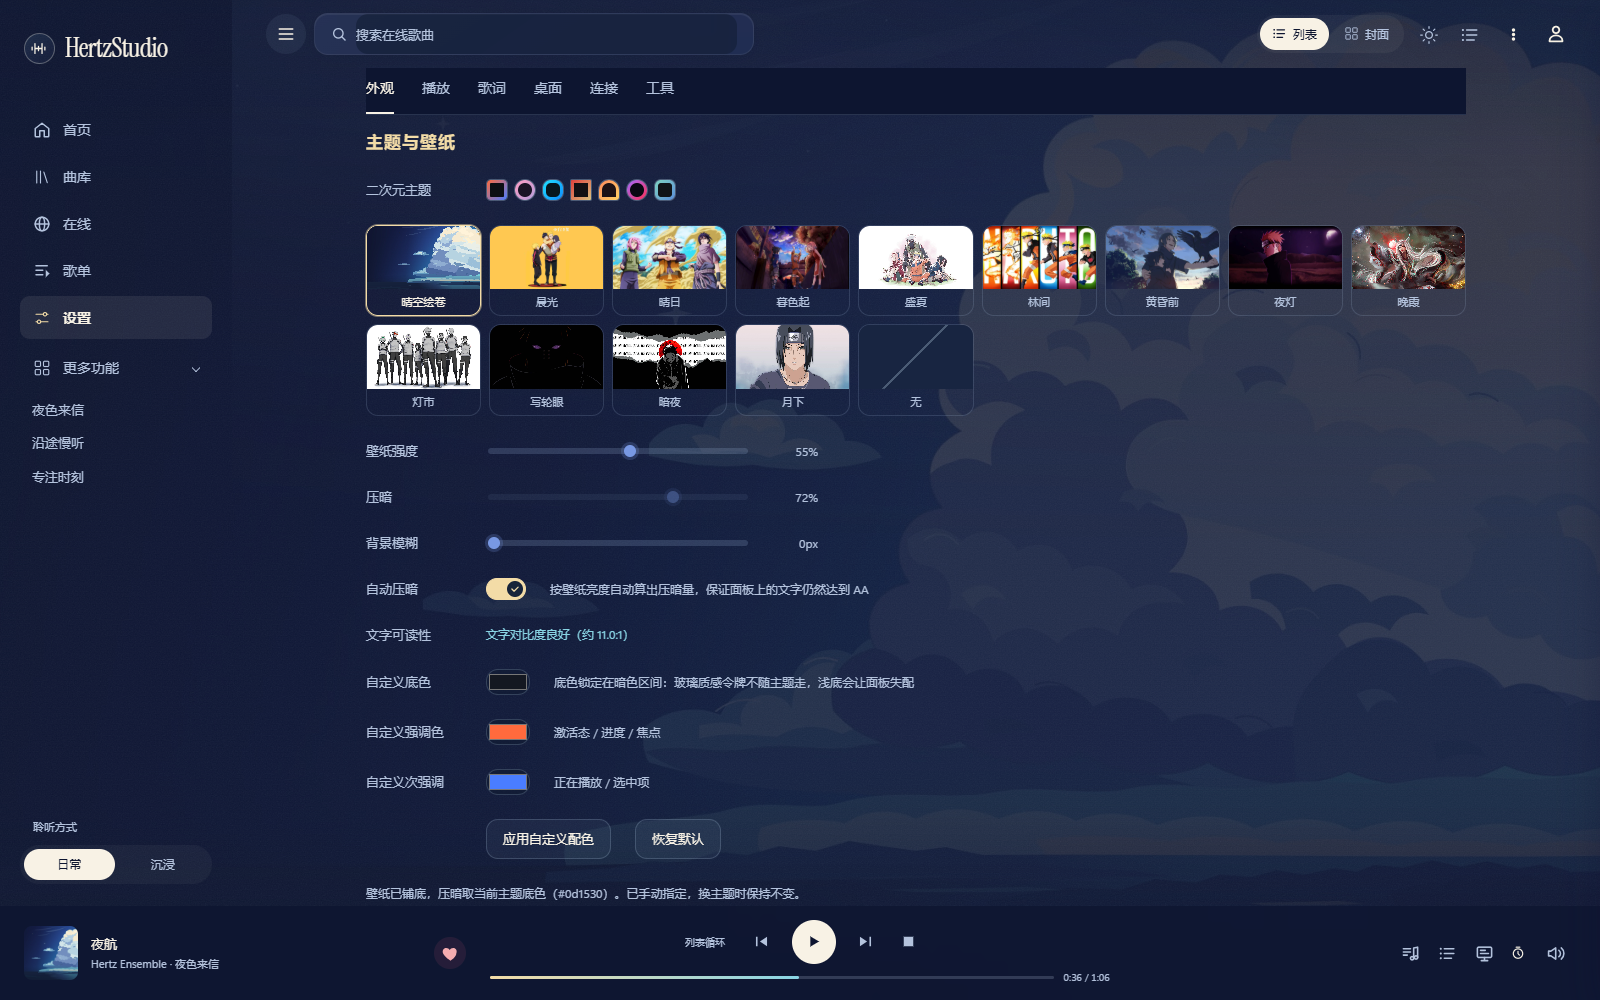 HertzStudio
搜索在线歌曲
列表
封面
首页
曲库
在线
歌单
设置
更多功能
夜色来信
沿途慢听
专注时刻
聆听方式
日常
沉浸
外观 播放 歌词 桌面 连接 工具
主题与壁纸
二次元主题
晴空绘卷 晨光 晴日 暮色起 盛夏 林间 黄昏前 夜灯 晚霞
灯市 写轮眼 暗夜 月下 无
壁纸强度 55%
压暗 72%
背景模糊 0px
自动压暗 按壁纸亮度自动算出压暗量，保证面板上的文字仍然达到 AA
文字可读性 文字对比度良好（约 11.0:1）
自定义底色 底色锁定在暗色区间：玻璃质感令牌不随主题走，浅底会让面板失配
自定义强调色 激活态 / 进度 / 焦点
自定义次强调 正在播放 / 选中项
应用自定义配色 恢复默认
壁纸已铺底，压暗取当前主题底色（#0d1530）。已手动指定，换主题时保持不变。
夜航
Hertz Ensemble · 夜色来信
列表循环
0:36 / 1:06